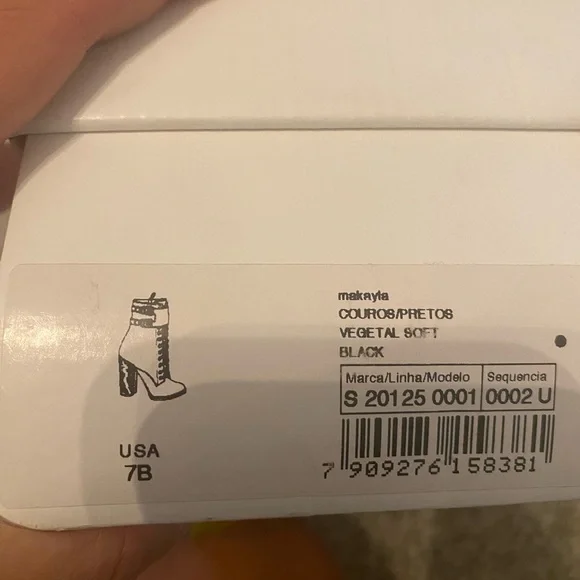 makayla
COUROS/PRETOS
VEGETAL SOFT
BLACK
Marca/Linha/Modelo Sequencia
S 20125 0001 0002 U
USA
7B
7 909276 158381